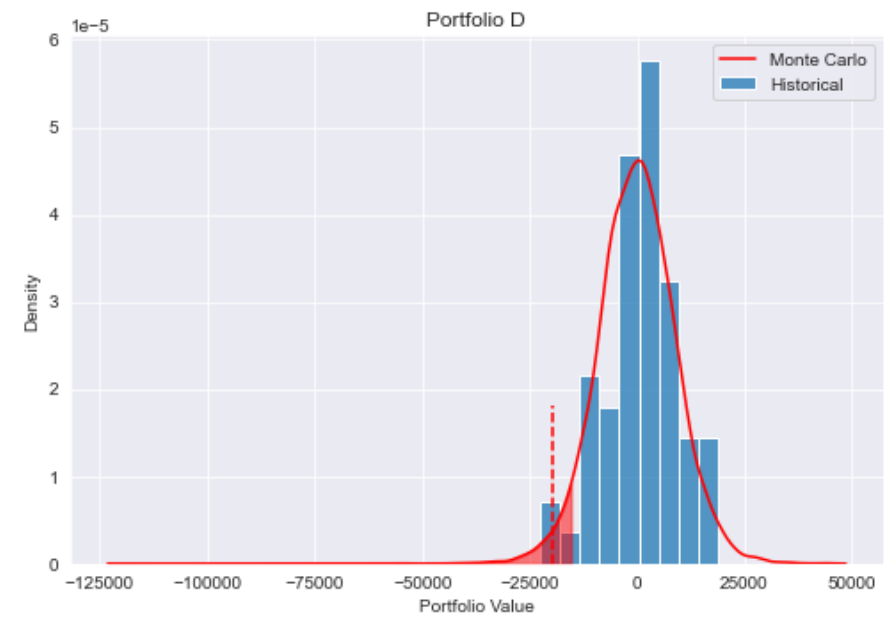 Portfolio D
1e−5
Monte Carlo
Historical
6
5
4
3
2
1
0
Density
−125000 −100000 −75000 −50000 −25000 0 25000 50000
Portfolio Value